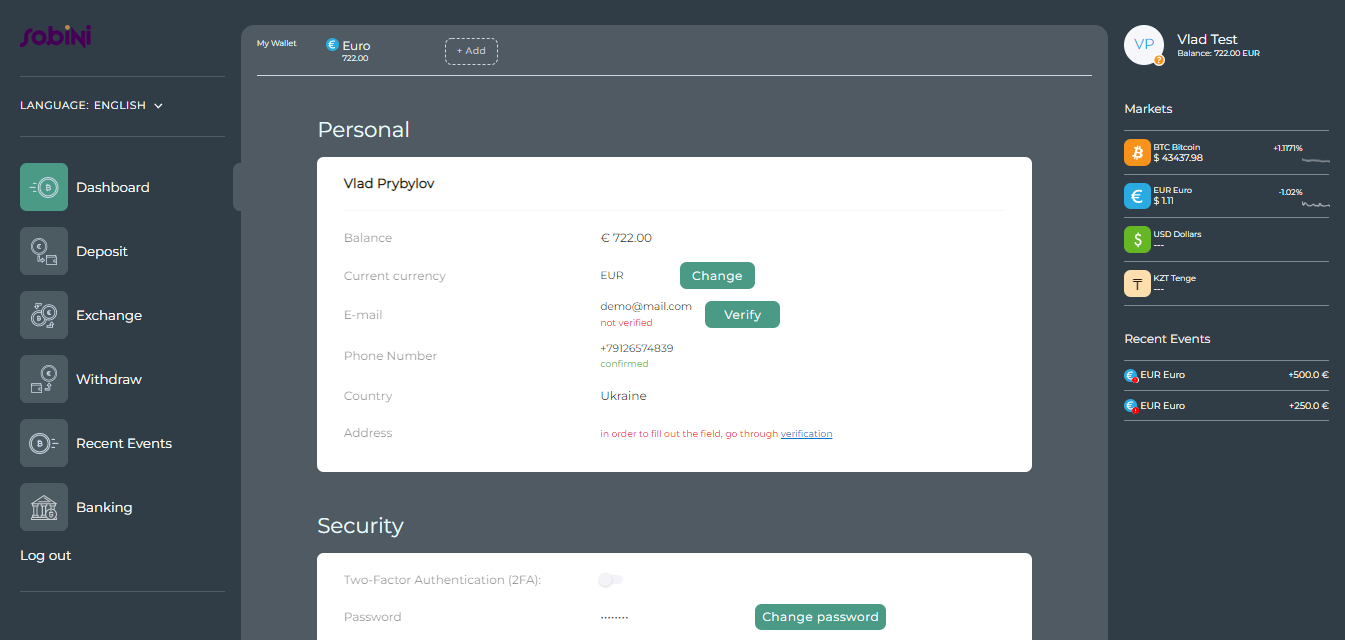 sobini
LANGUAGE: ENGLISH
Dashboard
Deposit
Exchange
Withdraw
Recent Events
Banking
Log out
My Wallet
€ Euro
722.00
+ Add
Personal
Vlad Prybylov
Balance € 722.00
Current currency EUR Change
E-mail demo@mail.com Verify
not verified
Phone Number +79126574839
confirmed
Country Ukraine
Address in order to fill out the field, go through verification
Security
Two-Factor Authentication (2FA):
Password •••••••• Change password
VP ?
Vlad Test
Balance: 722.00 EUR
Markets
BTC Bitcoin +1.1171%
$ 43437.98
€ EUR Euro -1.02%
$ 1.11
$ USD Dollars
---
₸ KZT Tenge
---
Recent Events
€ EUR Euro +500.0 €
€ EUR Euro +250.0 €